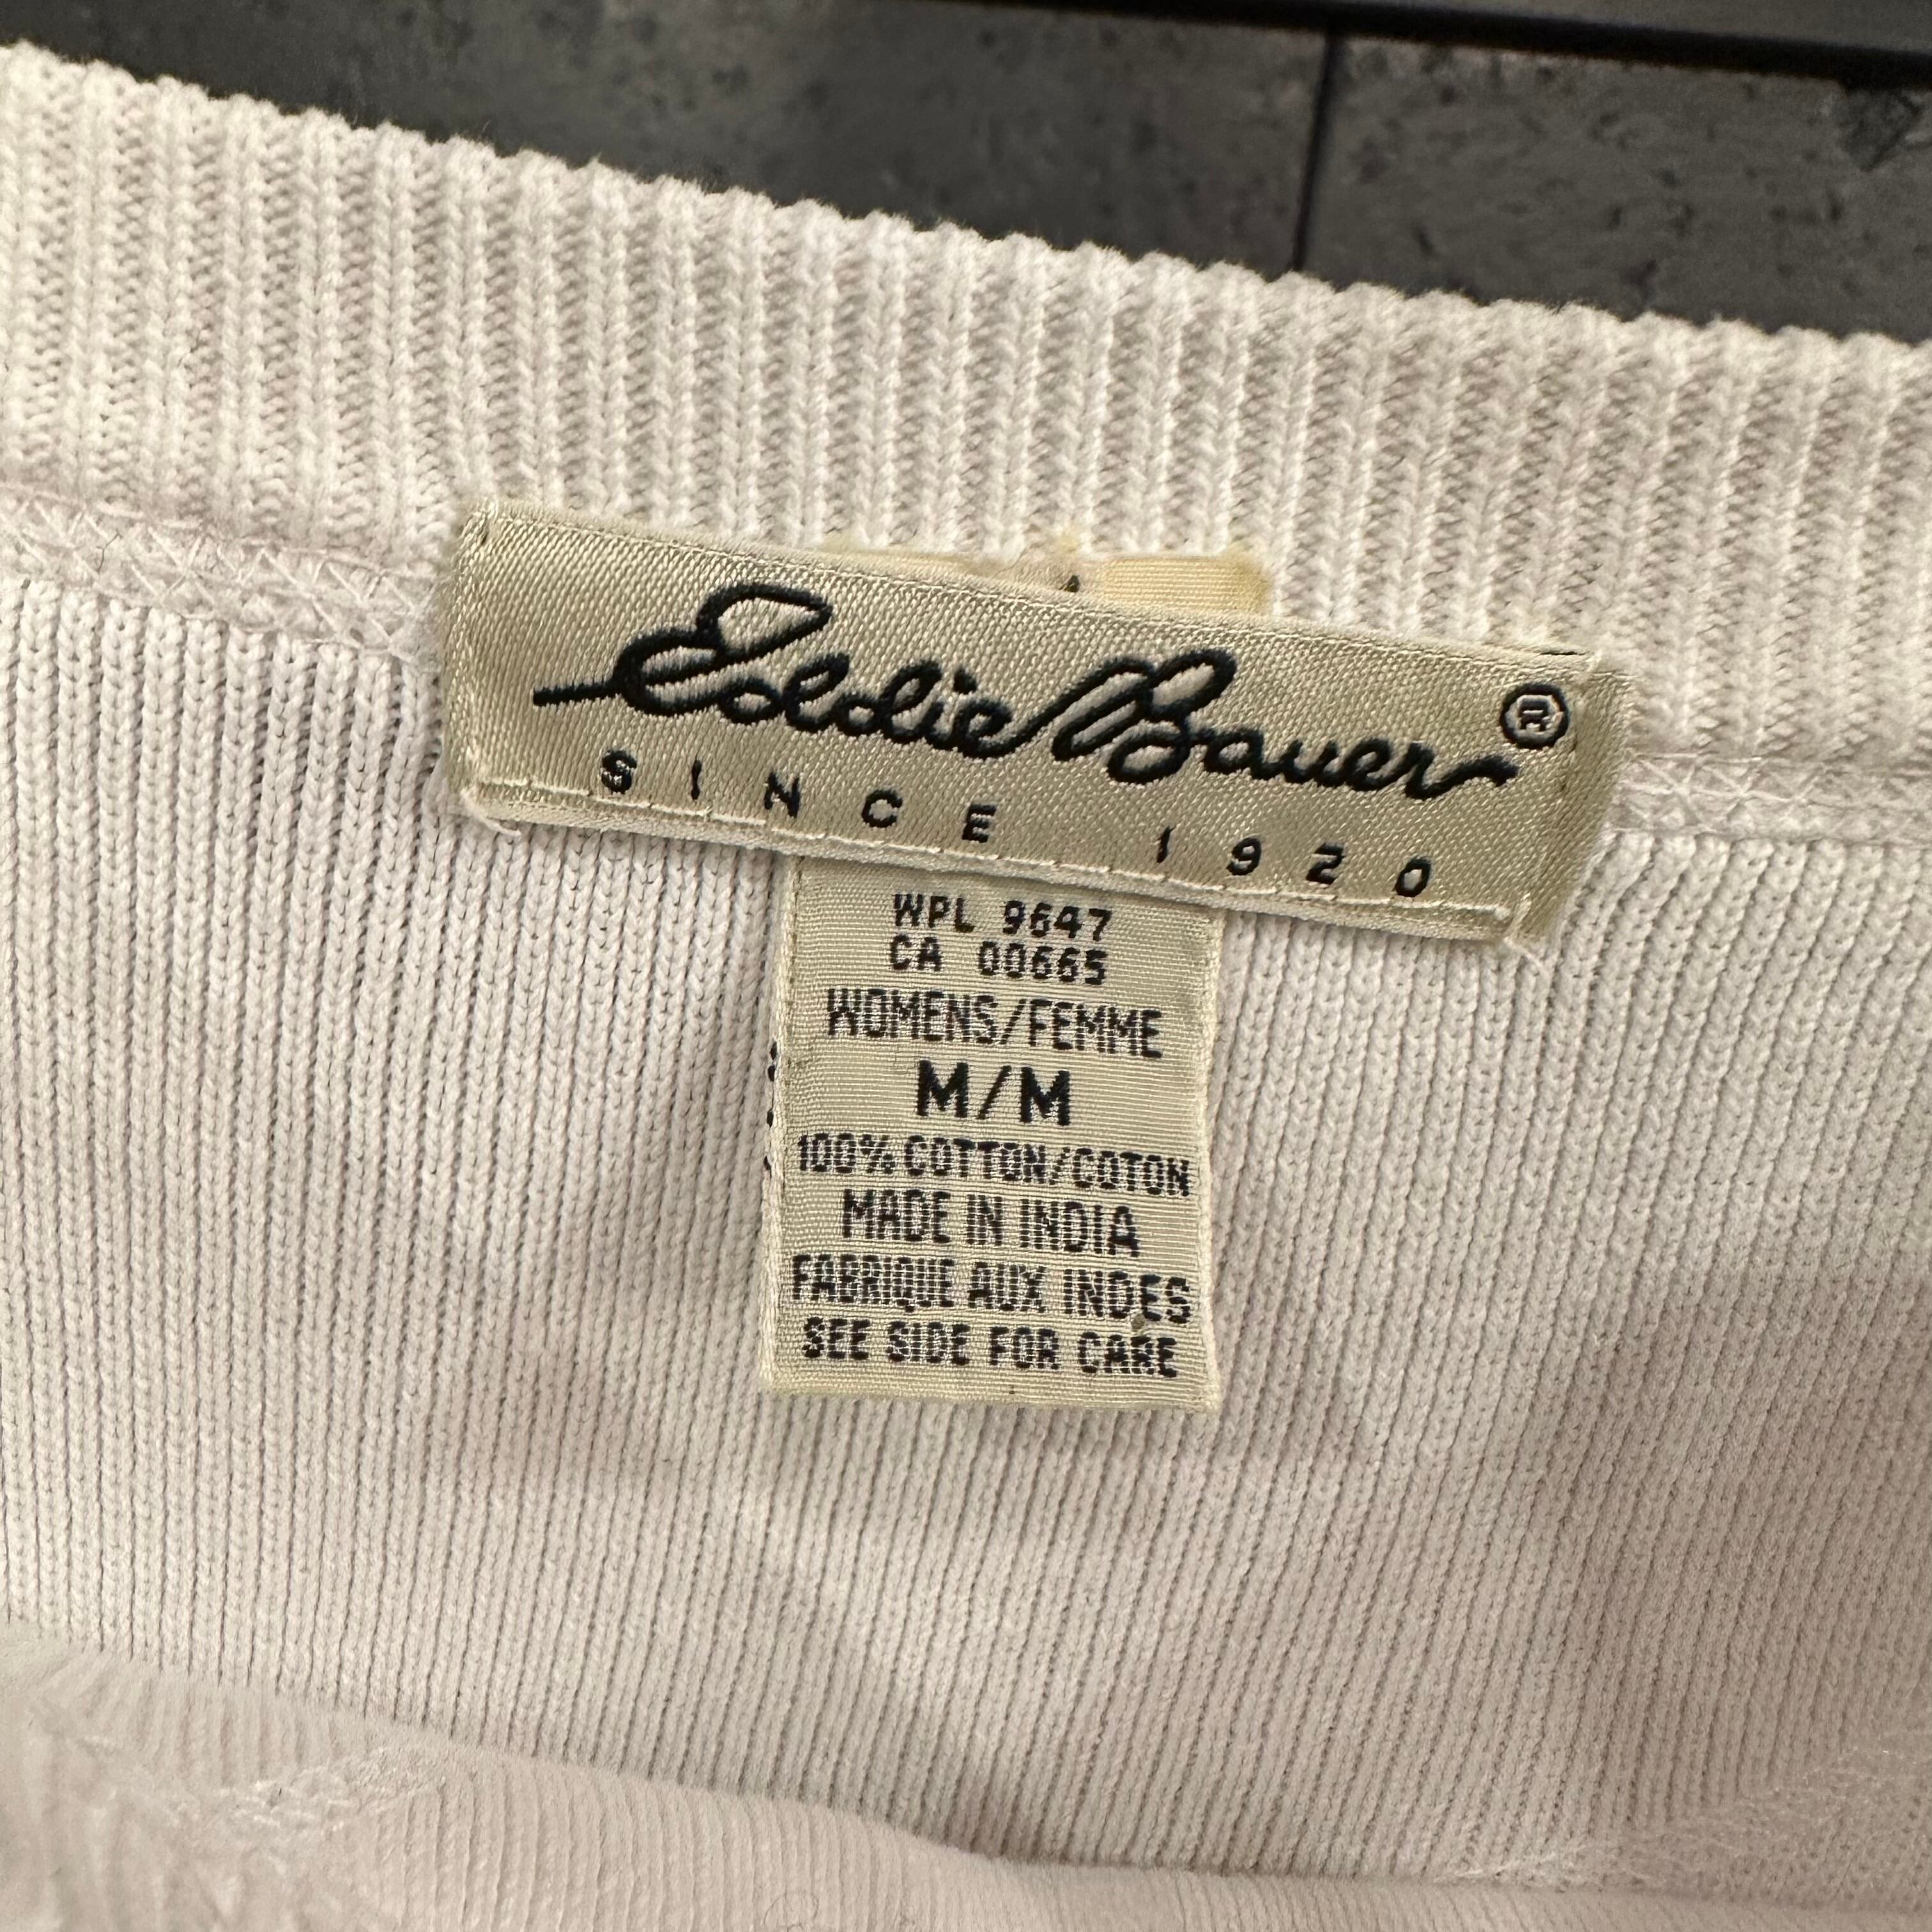 Eddie Bauer®
SINCE 1920
WPL 9647
CA 00665
WOMENS/FEMME
M/M
100% COTTON/COTON
MADE IN INDIA
FABRIQUE AUX INDES
SEE SIDE FOR CARE